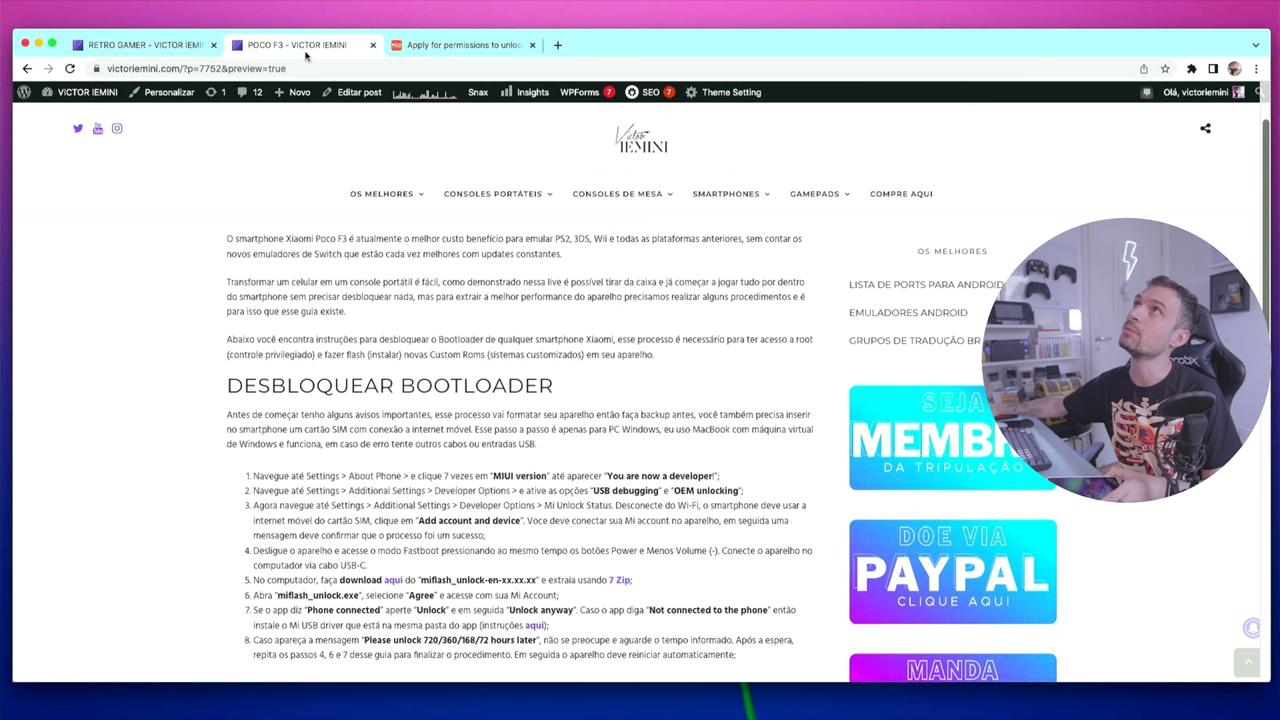 RETRO GAMER - VICTOR IEMINI
POCO F3 - VICTOR IEMINI
Apply for permissions to unloc
victoriemini.com/?p=7752&preview=true
VICTOR IEMINI
Personalizar
1
12
Novo
Editar post
Snax
Insights
WPForms 7
SEO 7
Theme Setting
Olá, victoriemini
Victor
IEMINI
OS MELHORES
CONSOLES PORTÁTEIS
CONSOLES DE MESA
SMARTPHONES
GAMEPADS
COMPRE AQUI
O smartphone Xiaomi Poco F3 é atualmente o melhor custo benefício para emular PS2, 3DS, Wii e todas as plataformas anteriores, sem contar os
novos emuladores de Switch que estão cada vez melhores com updates constantes.
Transformar um celular em um console portátil é fácil, como demonstrado nessa live é possível tirar da caixa e já começar a jogar tudo por dentro
do smartphone sem precisar desbloquear nada, mas para extrair a melhor performance do aparelho precisamos realizar alguns procedimentos e é
para isso que esse guia existe.
Abaixo você encontra instruções para desbloquear o Bootloader de qualquer smartphone Xiaomi, esse processo é necessário para ter acesso a root
(controle privilegiado) e fazer flash (instalar) novas Custom Roms (sistemas customizados) em seu aparelho.
DESBLOQUEAR BOOTLOADER
Antes de começar tenho alguns avisos importantes, esse processo vai formatar seu aparelho então faça backup antes, você também precisa inserir
no smartphone um cartão SIM com conexão a internet móvel. Esse passo a passo é apenas para PC Windows, eu uso MacBook com máquina virtual
de Windows e funciona, em caso de erro tente outros cabos ou entradas USB.
1. Navegue até Settings > About Phone > e clique 7 vezes em "MIUI version" até aparecer "You are now a developer!";
2. Navegue até Settings > Additional Settings > Developer Options > e ative as opções "USB debugging" e "OEM unlocking";
3. Agora navegue até Settings > Additional Settings > Developer Options > Mi Unlock Status. Desconecte do Wi-Fi, o smartphone deve usar a
internet móvel do cartão SIM, clique em "Add account and device". Voce deve conectar sua Mi account no aparelho, em seguida uma
mensagem deve confirmar que o processo foi um sucesso;
4. Desligue o aparelho e acesse o modo Fastboot pressionando ao mesmo tempo os botões Power e Menos Volume (-). Conecte o aparelho no
computador via cabo USB-C.
5. No computador, faça download aqui do "miflash_unlock-en-xx.xx.xx" e extraia usando 7 Zip;
6. Abra "miflash_unlock.exe", selecione "Agree" e acesse com sua Mi Account;
7. Se o app diz "Phone connected" aperte "Unlock" e em seguida "Unlock anyway". Caso o app diga "Not connected to the phone" então
instale o Mi USB driver que está na mesma pasta do app (instruções aqui);
8. Caso apareça a mensagem "Please unlock 720/360/168/72 hours later", não se preocupe e aguarde o tempo informado. Após a espera,
repita os passos 4, 6 e 7 desse guia para finalizar o procedimento. Em seguida o aparelho deve reiniciar automaticamente;
OS MELHORES
LISTA DE PORTS PARA ANDROID
EMULADORES ANDROID
GRUPOS DE TRADUÇÃO BR
SEJA
MEMB
DA TRIPULAÇÃO
DOE VIA
PAYPAL
CLIQUE AQUI
MANDA